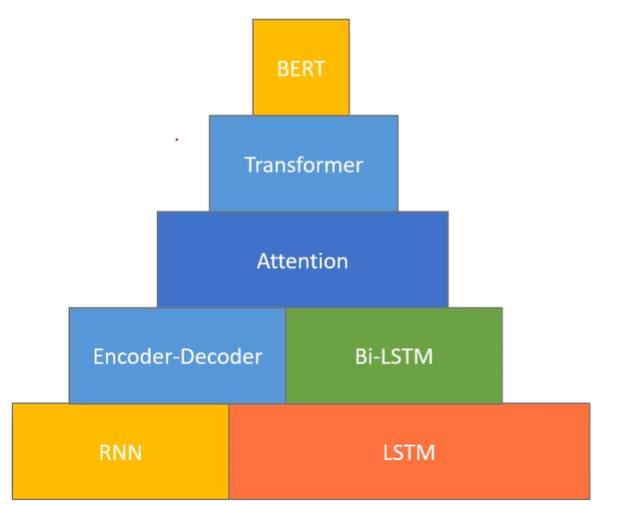 BERT
Transformer
Attention
Encoder-Decoder
Bi-LSTM
RNN
LSTM